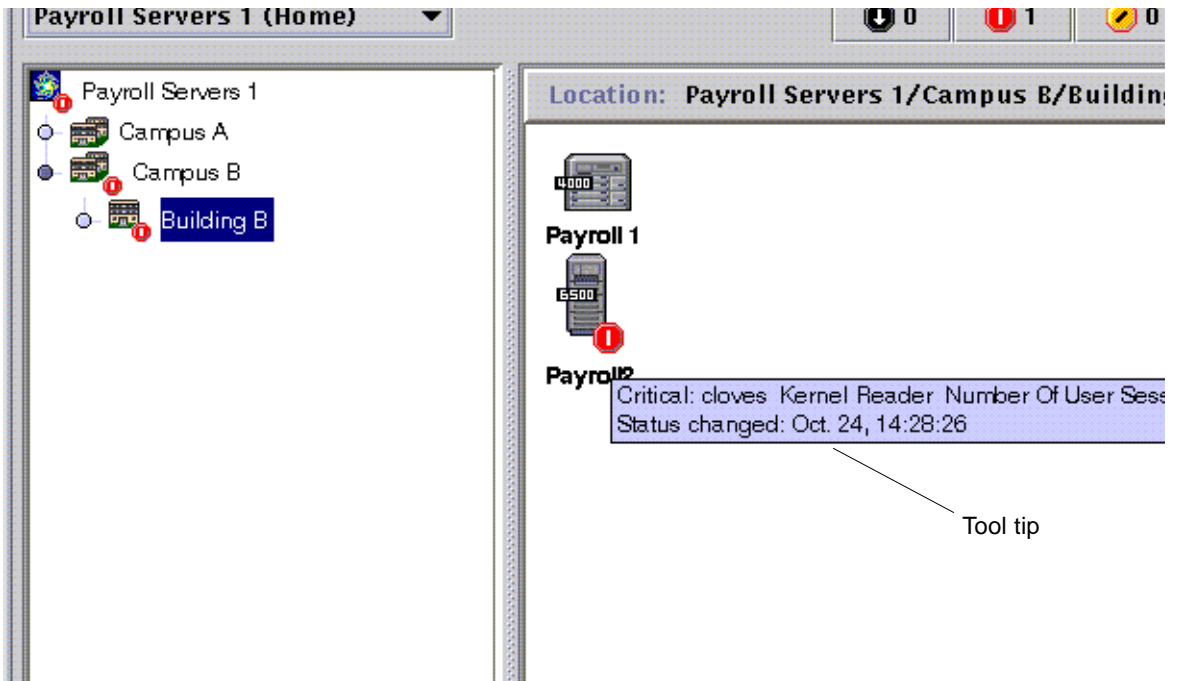 Payroll Servers 1 (Home)
0
1
0
Payroll Servers 1
Campus A
Campus B
Building B
Location: Payroll Servers 1/Campus B/Building
4000
Payroll 1
6500
Payroll2
Critical: cloves Kernel Reader Number Of User Sess
Status changed: Oct. 24, 14:28:26
Tool tip